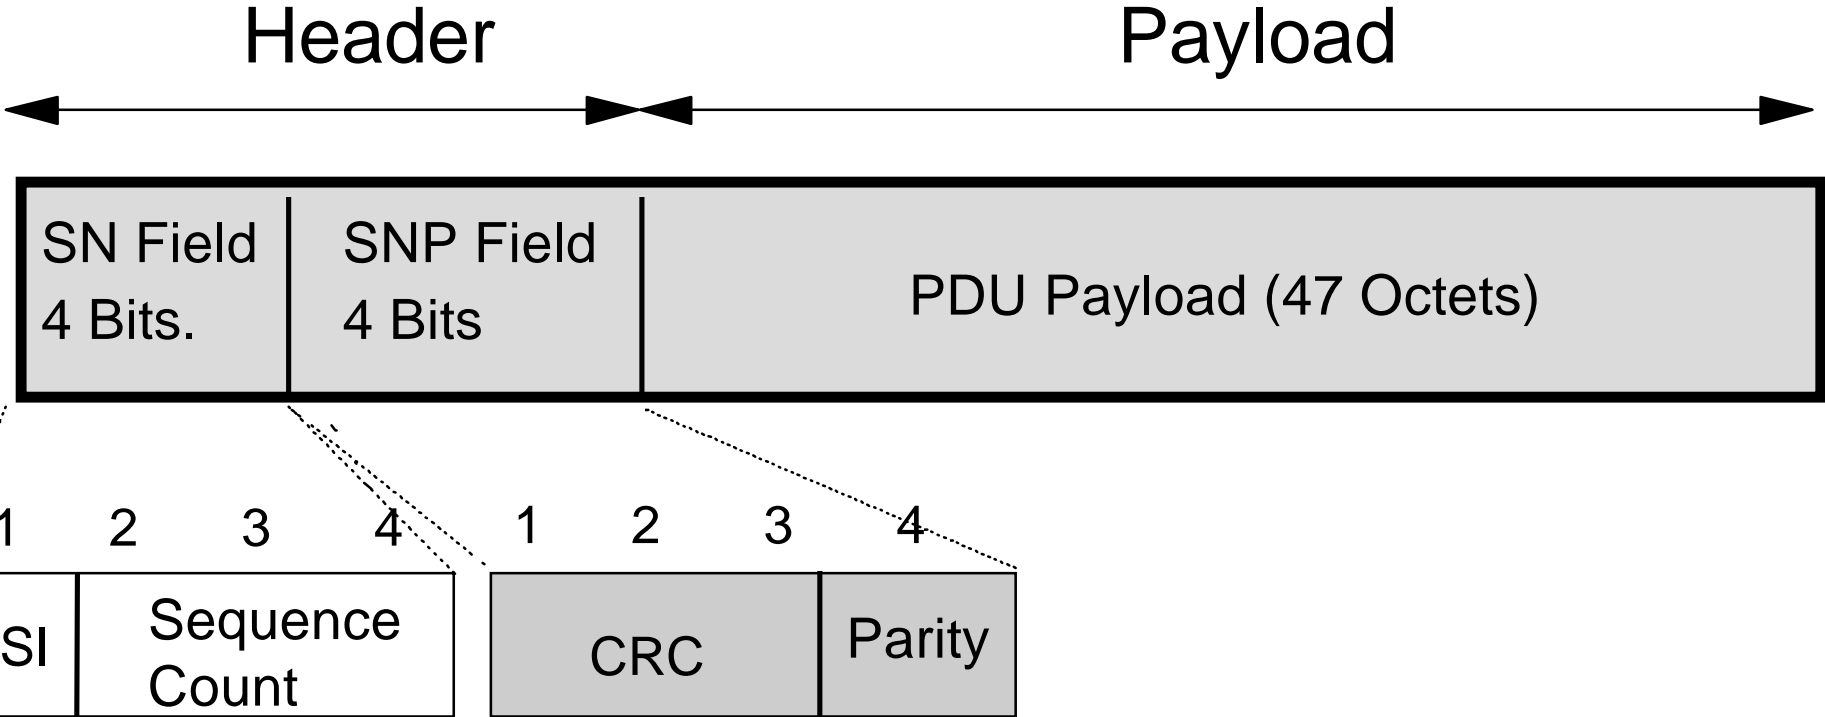 Header Payload
SN Field SNP Field
4 Bits. 4 Bits
PDU Payload (47 Octets)
1 2 3 4 1 2 3 4
SI Sequence Count
CRC Parity